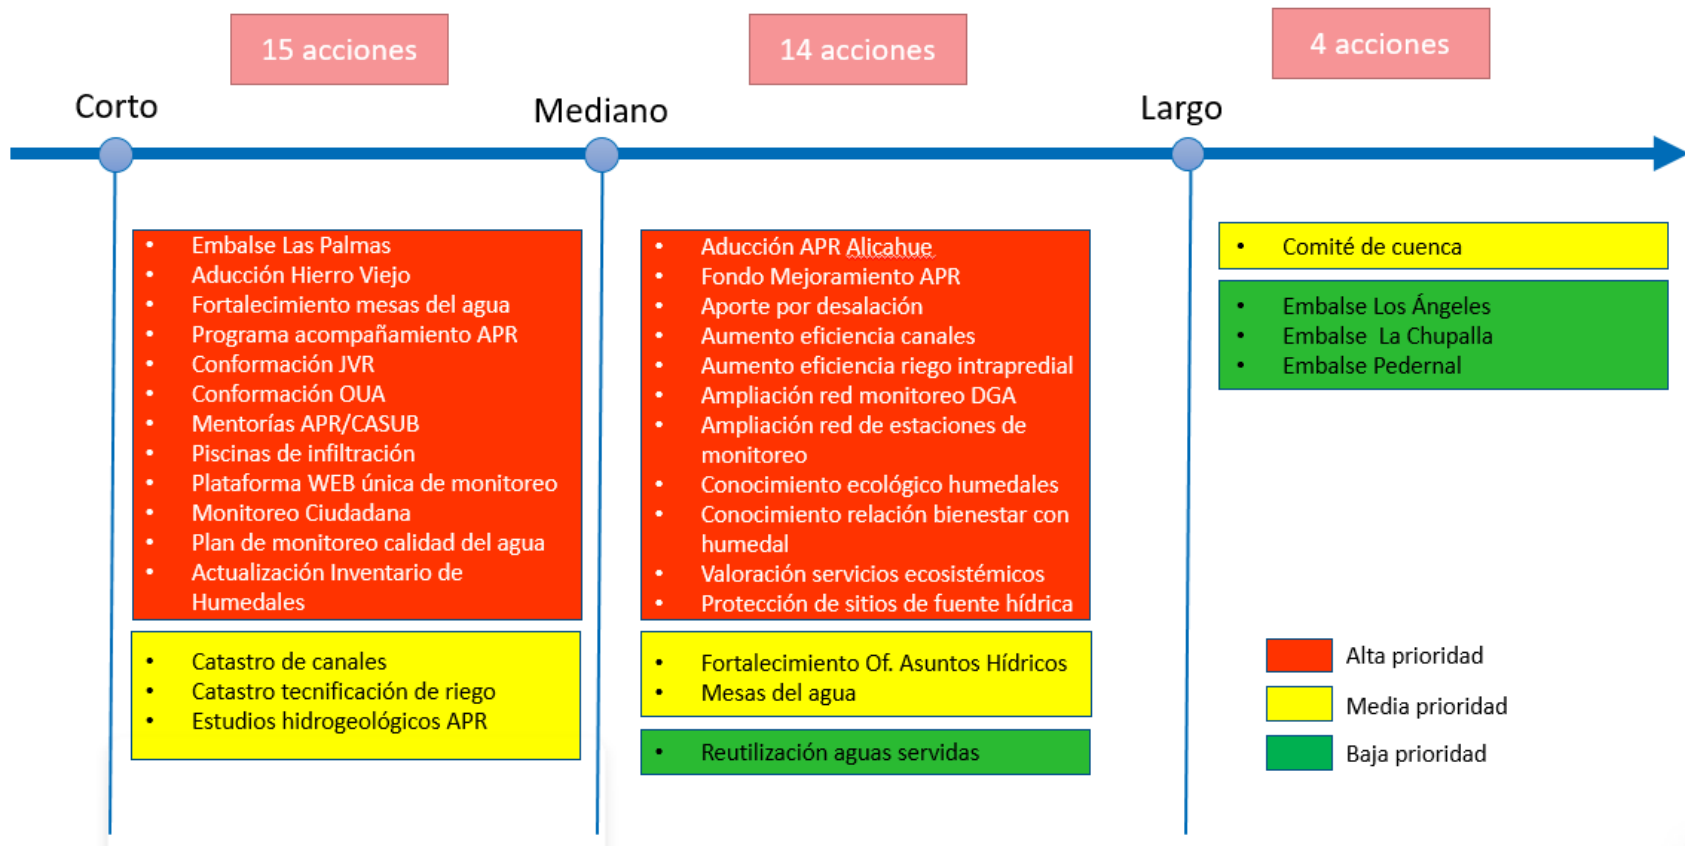 15 acciones
14 acciones
4 acciones
Corto
Mediano
Largo
• Embalse Las Palmas
• Aducción Hierro Viejo
• Fortalecimiento mesas del agua
• Programa acompañamiento APR
• Conformación JVR
• Conformación OUA
• Mentorías APR/CASUB
• Piscinas de infiltración
• Plataforma WEB única de monitoreo
• Monitoreo Ciudadana
• Plan de monitoreo calidad del agua
• Actualización Inventario de
Humedales
• Catastro de canales
• Catastro tecnificación de riego
• Estudios hidrogeológicos APR
• Aducción APR Alicahue
• Fondo Mejoramiento APR
• Aporte por desalación
• Aumento eficiencia canales
• Aumento eficiencia riego intrapredial
• Ampliación red monitoreo DGA
• Ampliación red de estaciones de
monitoreo
• Conocimiento ecológico humedales
• Conocimiento relación bienestar con
humedal
• Valoración servicios ecosistémicos
• Protección de sitios de fuente hídrica
• Fortalecimiento Of. Asuntos Hídricos
• Mesas del agua
• Reutilización aguas servidas
• Comité de cuenca
• Embalse Los Ángeles
• Embalse La Chupalla
• Embalse Pedernal
Alta prioridad
Media prioridad
Baja prioridad